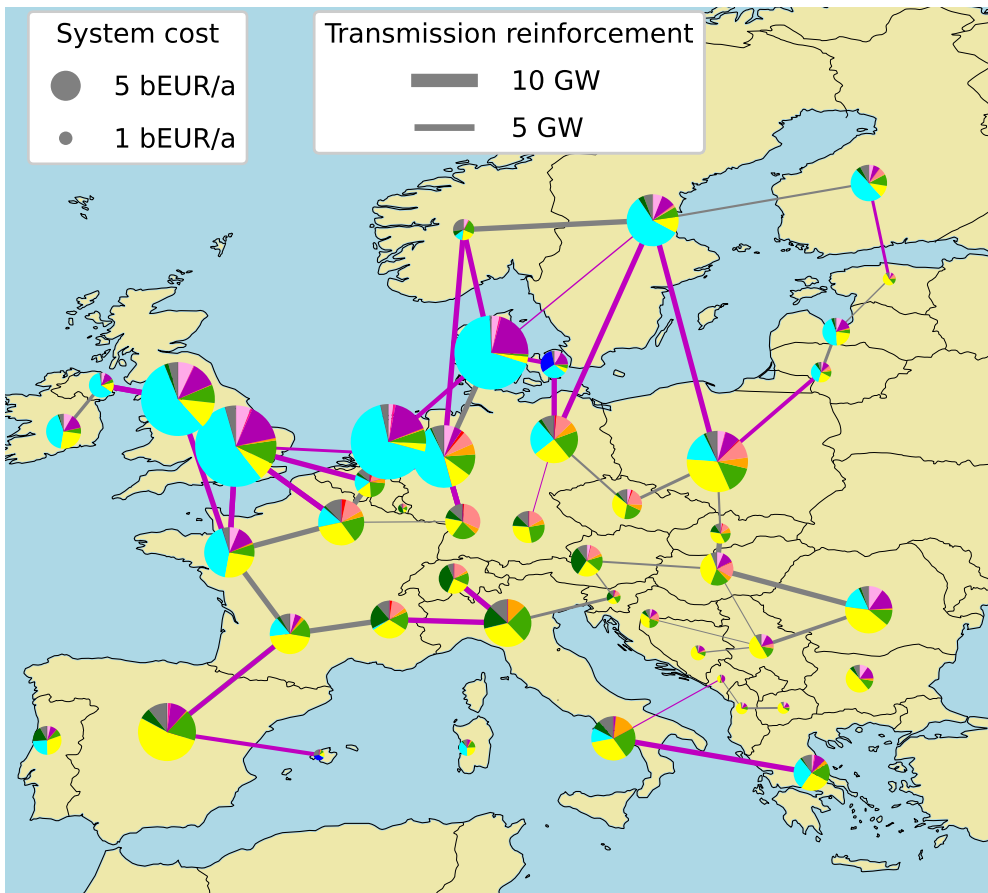 System cost
5 bEUR/a
1 bEUR/a
Transmission reinforcement
10 GW
5 GW